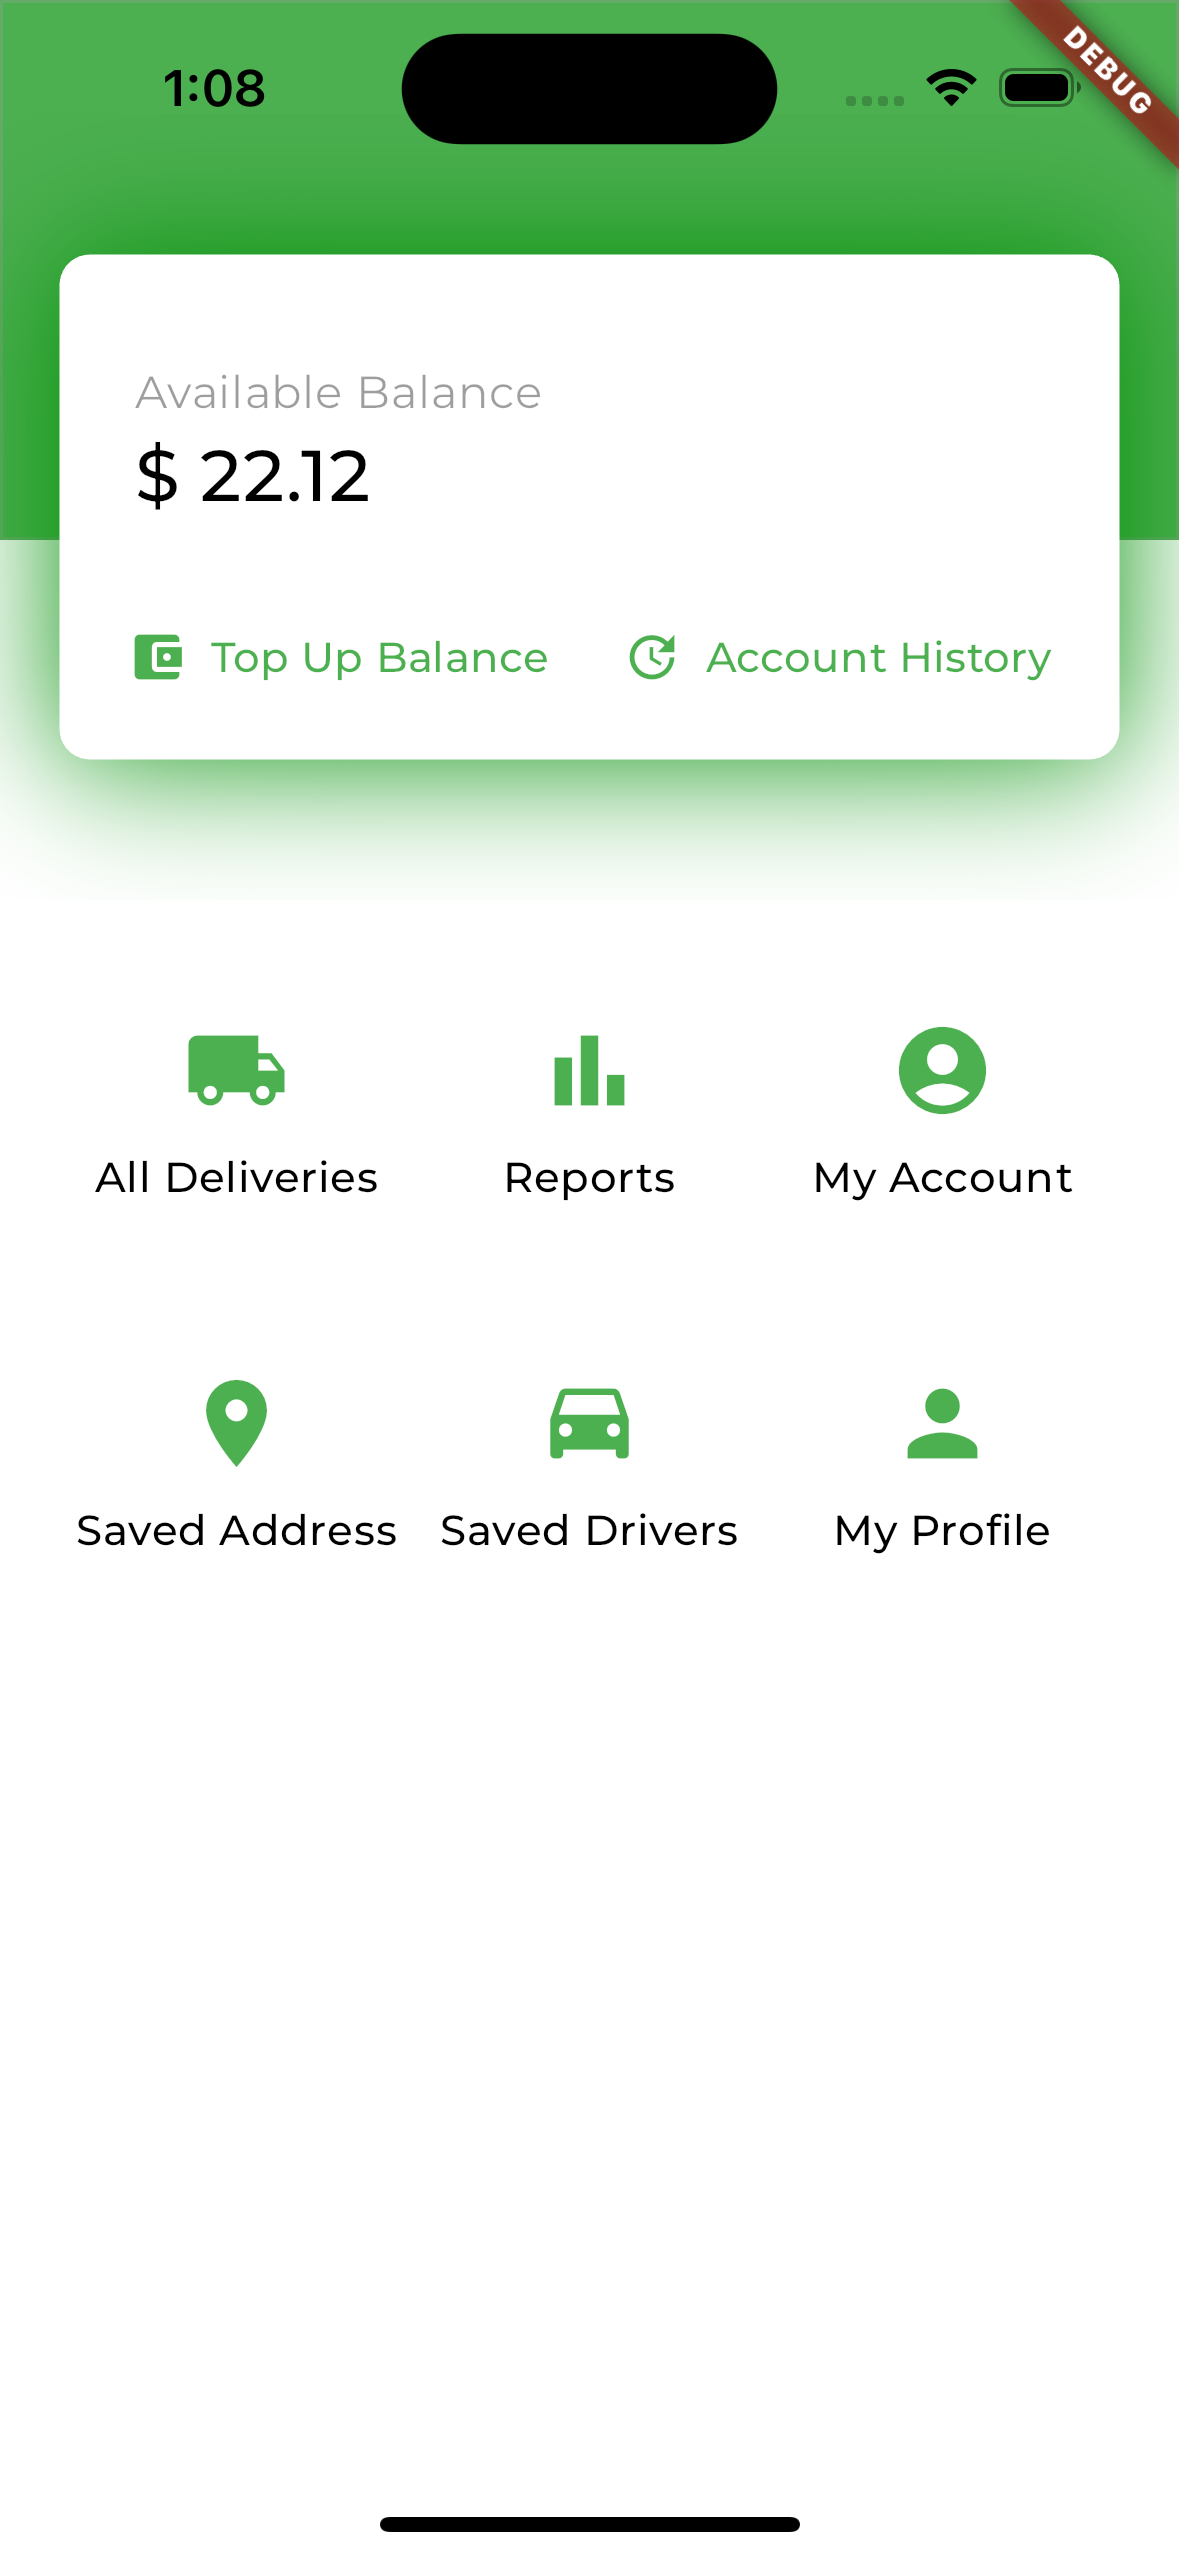 1:08
DEBUG
Available Balance
$ 22.12
Top Up Balance
Account History
All Deliveries
Reports
My Account
Saved Address
Saved Drivers
My Profile